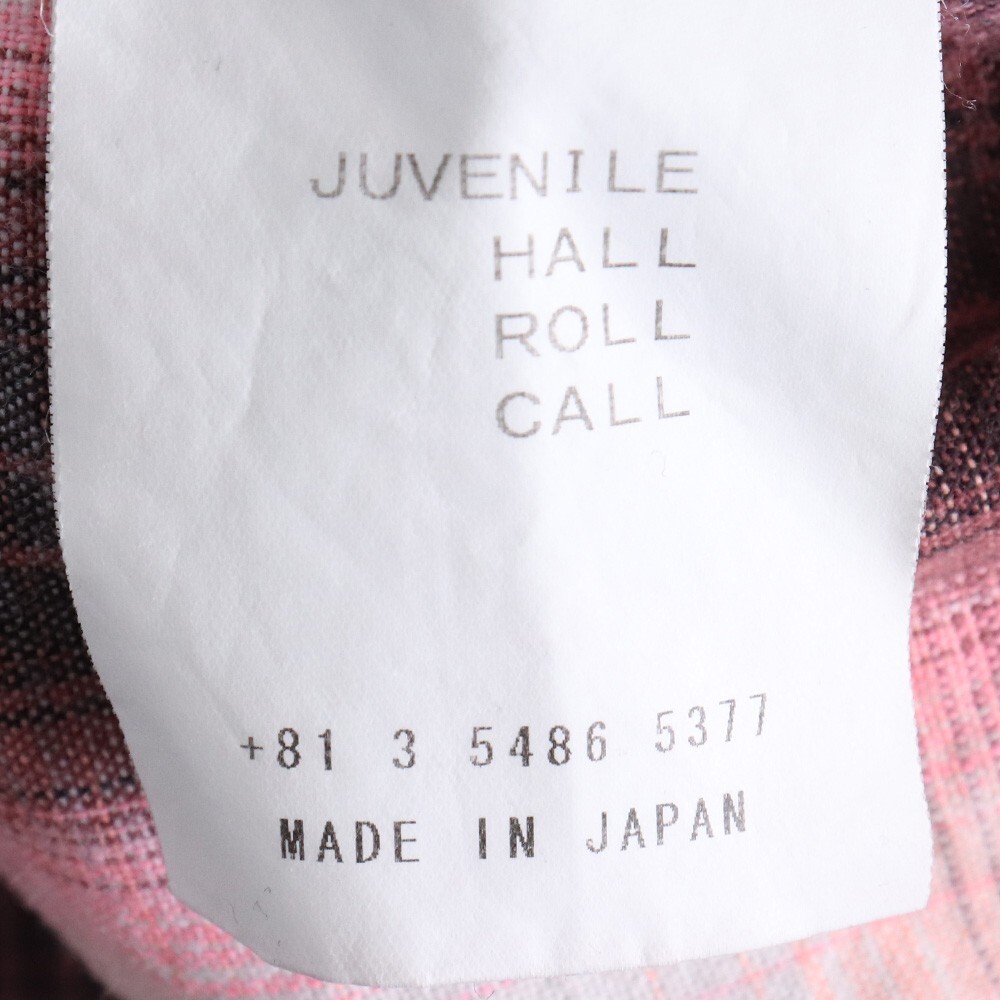 JUVENILE
HALL
ROLL
CALL
+81 3 5486 5377
MADE IN JAPAN